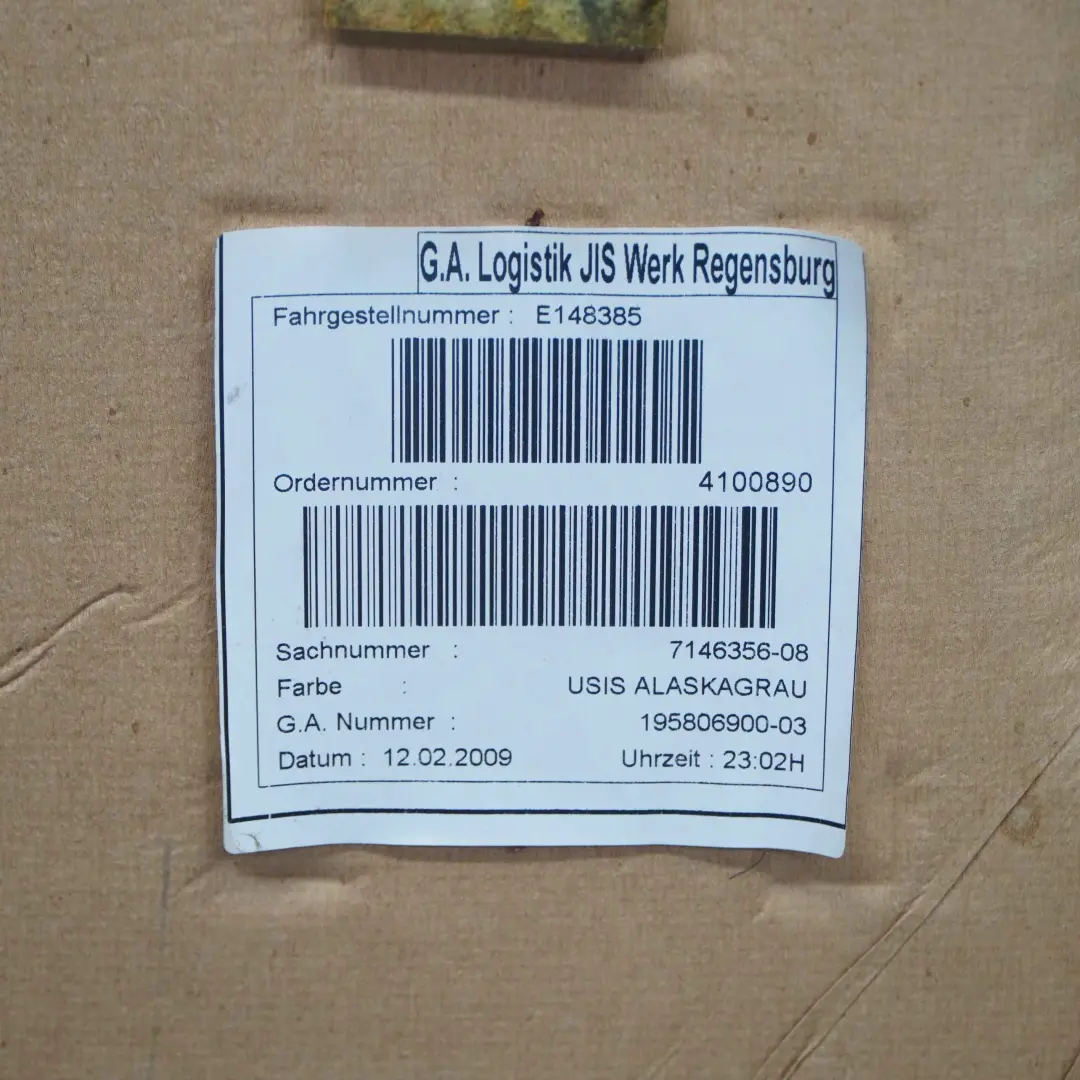 G.A. Logistik JIS Werk Regensburg
Fahrgestellnummer : E148385
Ordernummer : 4100890
Sachnummer : 7146356-08
Farbe : USIS ALASKAGRAU
G.A. Nummer : 195806900-03
Datum : 12.02.2009 Uhrzeit : 23:02H